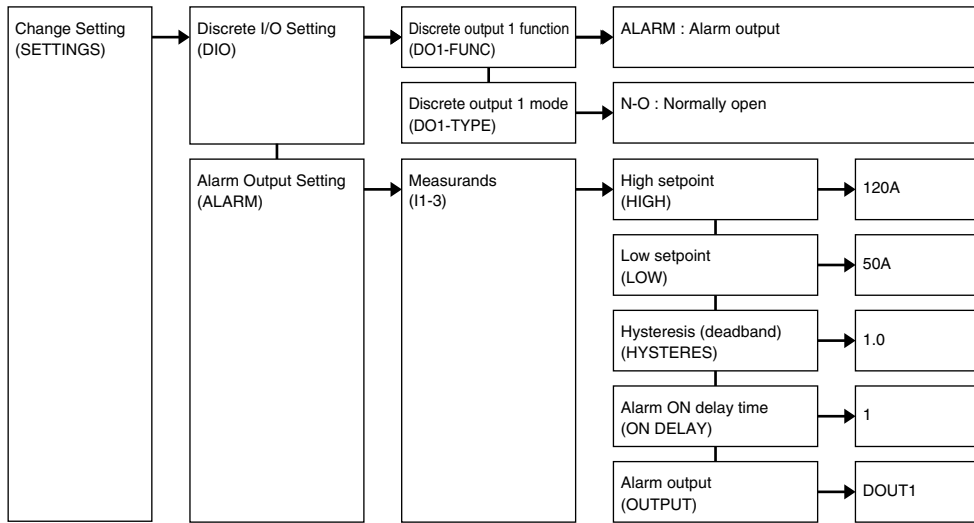 Change Setting
(SETTINGS)
Discrete I/O Setting
(DIO)
Discrete output 1 function
(DO1-FUNC)
ALARM : Alarm output
Discrete output 1 mode
(DO1-TYPE)
N-O : Normally open
Alarm Output Setting
(ALARM)
Measurands
(I1-3)
High setpoint
(HIGH)
120A
Low setpoint
(LOW)
50A
Hysteresis (deadband)
(HYSTERES)
1.0
Alarm ON delay time
(ON DELAY)
1
Alarm output
(OUTPUT)
DOUT1